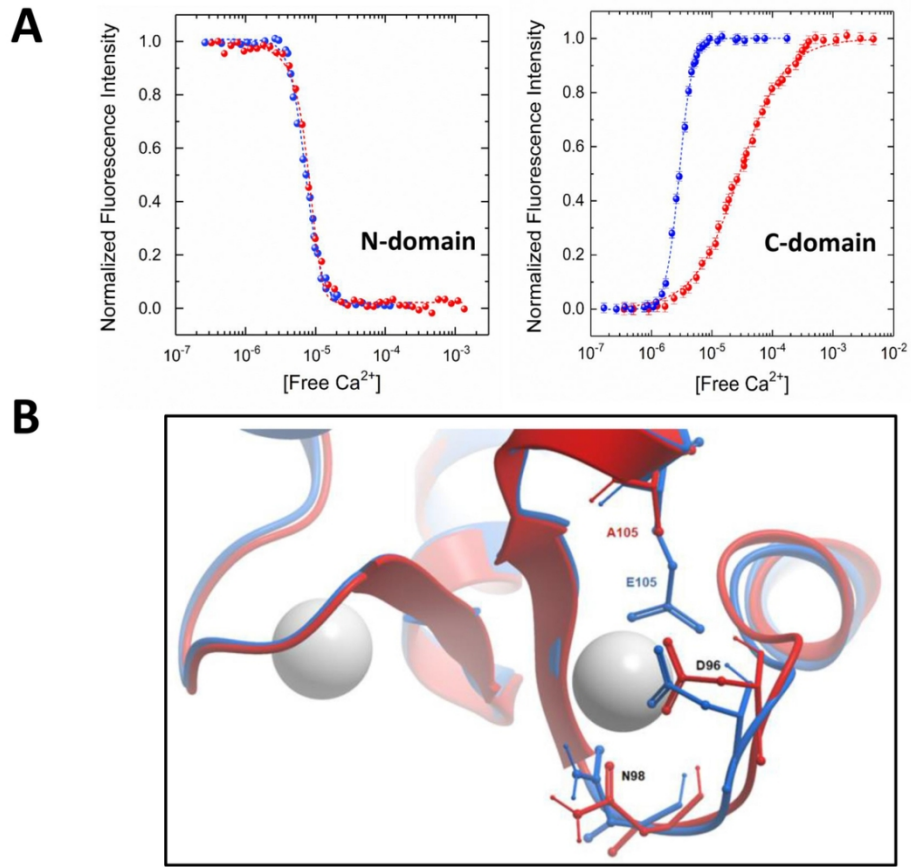 A
Normalized Fluorescence Intensity
1.0
0.8
0.6
0.4
0.2
0.0
N-domain
10⁻⁷ 10⁻⁶ 10⁻⁵ 10⁻⁴ 10⁻³
[Free Ca²⁺]
Normalized Fluorescence Intensity
1.0
0.8
0.6
0.4
0.2
0.0
C-domain
10⁻⁷ 10⁻⁶ 10⁻⁵ 10⁻⁴ 10⁻³ 10⁻²
[Free Ca²⁺]
B
A105
E105
D96
N98